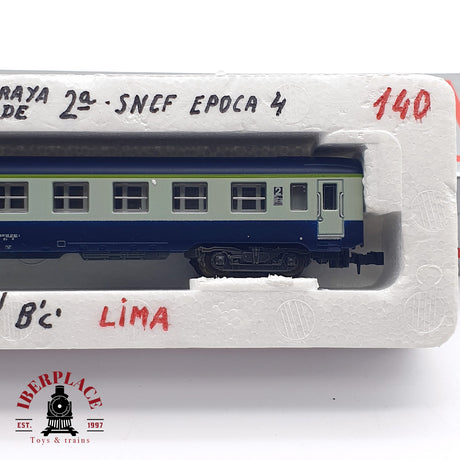 RAYA 2ª · SNCF EPOCA 4 140
DE
2
B'c' LIMA
IBERPLACE
EST. 1997
Toys & trains